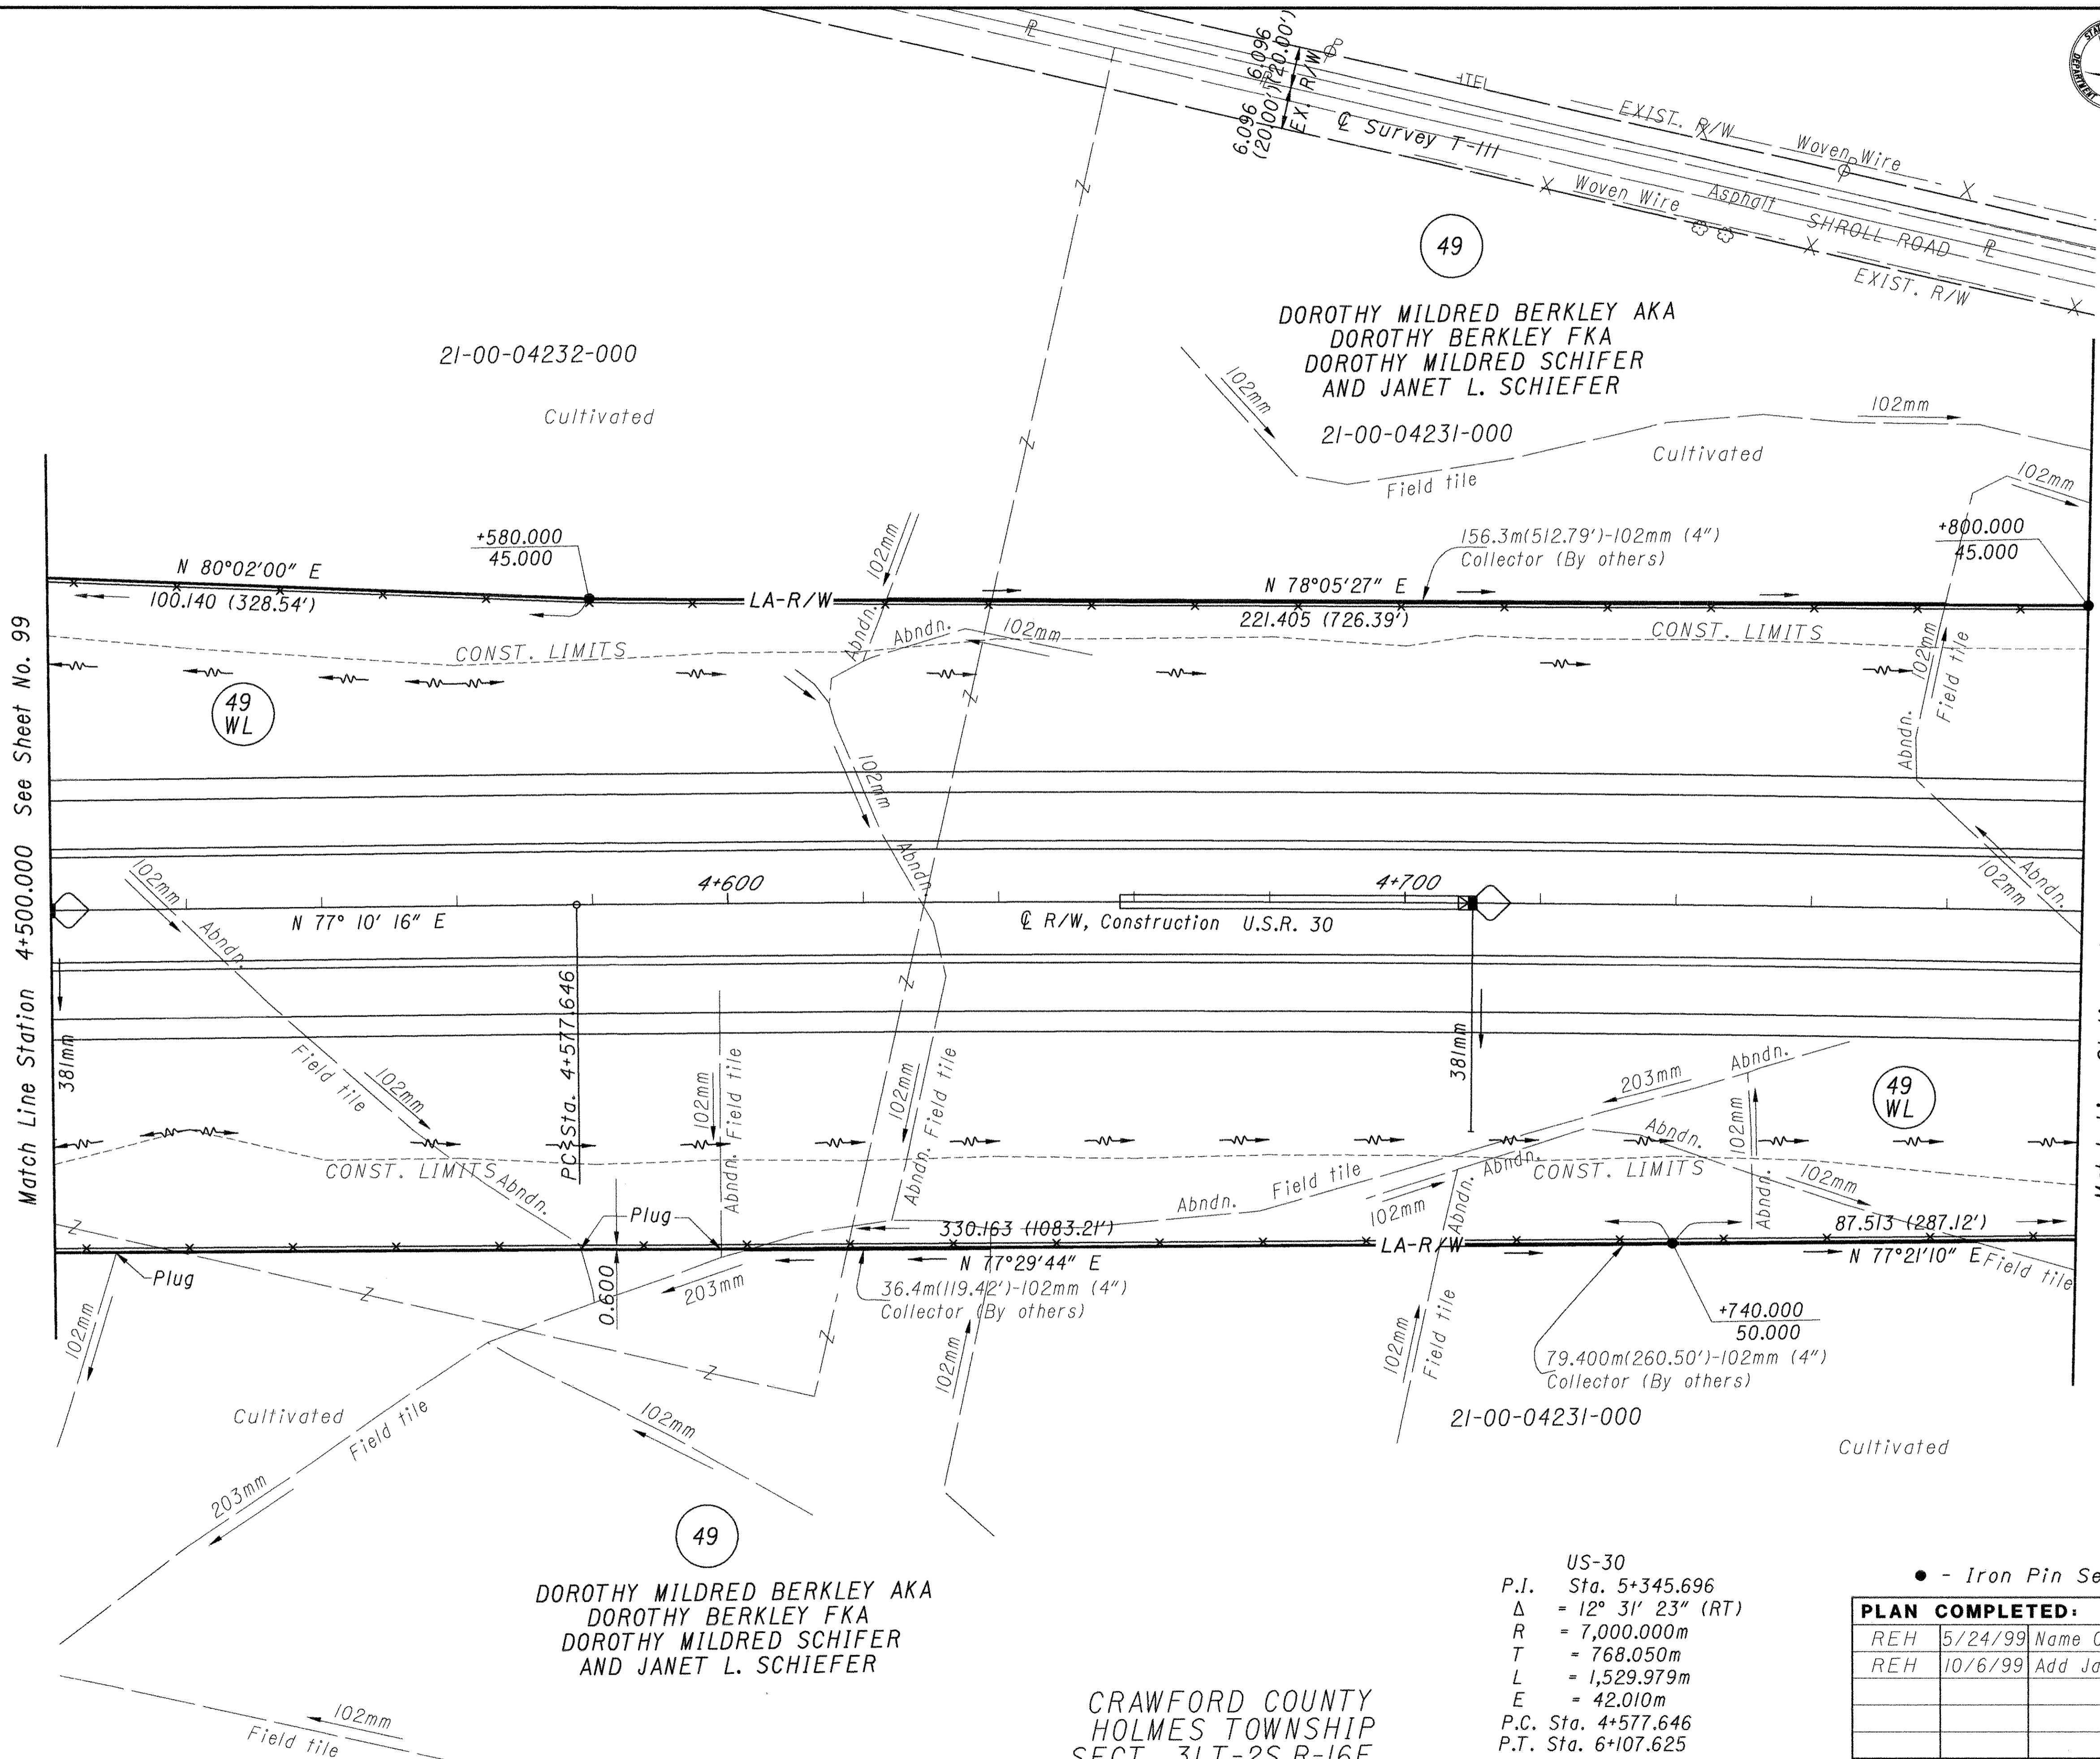 6.096
(20.00')
EX. R/W
6.096
(20.00')
TEL
EXIST. R/W
Woven Wire
℄ Survey T-111
Woven Wire
Asphalt
SHROLL ROAD
EXIST. R/W
49
DOROTHY MILDRED BERKLEY AKA
DOROTHY BERKLEY FKA
DOROTHY MILDRED SCHIFER
AND JANET L. SCHIEFER
21-00-04231-000
21-00-04232-000
Cultivated
102mm
102mm
Cultivated
Field tile
102mm
+580.000
45.000
102mm
156.3m(512.79')-102mm (4")
Collector (By others)
+800.000
45.000
N 80°02'00" E
100.140 (328.54')
LA-R/W
N 78°05'27" E
221.405 (726.39')
CONST. LIMITS
Abndn.
Abndn.
102mm
CONST. LIMITS
102mm
Field tile
Abndn.
49
WL
Match Line Station 4+500.000 See Sheet No. 99
102mm
Abndn.
102mm
Abndn.
4+600
4+700
Abndn.
102mm
N 77° 10' 16" E
℄ R/W, Construction U.S.R. 30
381mm
Field tile
102mm
PC Sta. 4+577.646
102mm
Abndn. Field tile
102mm
Abndn. Field tile
381mm
203mm
Abndn.
49
WL
102mm
Abndn.
Abndn.
Abndn.
CONST. LIMITS
Abndn.
CONST. LIMITS
102mm
Field tile
Abndn.
102mm
Abndn.
Plug
330.163 (1083.21')
N 77°29'44" E
LA-R/W
87.513 (287.12')
N 77°21'10" E
Field tile
Plug
0.600
203mm
36.4m(119.42')-102mm (4")
Collector (By others)
102mm
102mm
102mm
Field tile
+740.000
50.000
79.400m(260.50')-102mm (4")
Collector (By others)
21-00-04231-000
Cultivated
Cultivated
Field tile
102mm
203mm
49
DOROTHY MILDRED BERKLEY AKA
DOROTHY BERKLEY FKA
DOROTHY MILDRED SCHIFER
AND JANET L. SCHIEFER
102mm
Field tile
CRAWFORD COUNTY
HOLMES TOWNSHIP
US-30
P.I. Sta. 5+345.696
Δ = 12° 31' 23" (RT)
R = 7,000.000m
T = 768.050m
L = 1,529.979m
E = 42.010m
P.C. Sta. 4+577.646
P.T. Sta. 6+107.625
● - Iron Pin Se
PLAN COMPLETED:
REH 5/24/99 Name
REH 10/6/99 Add